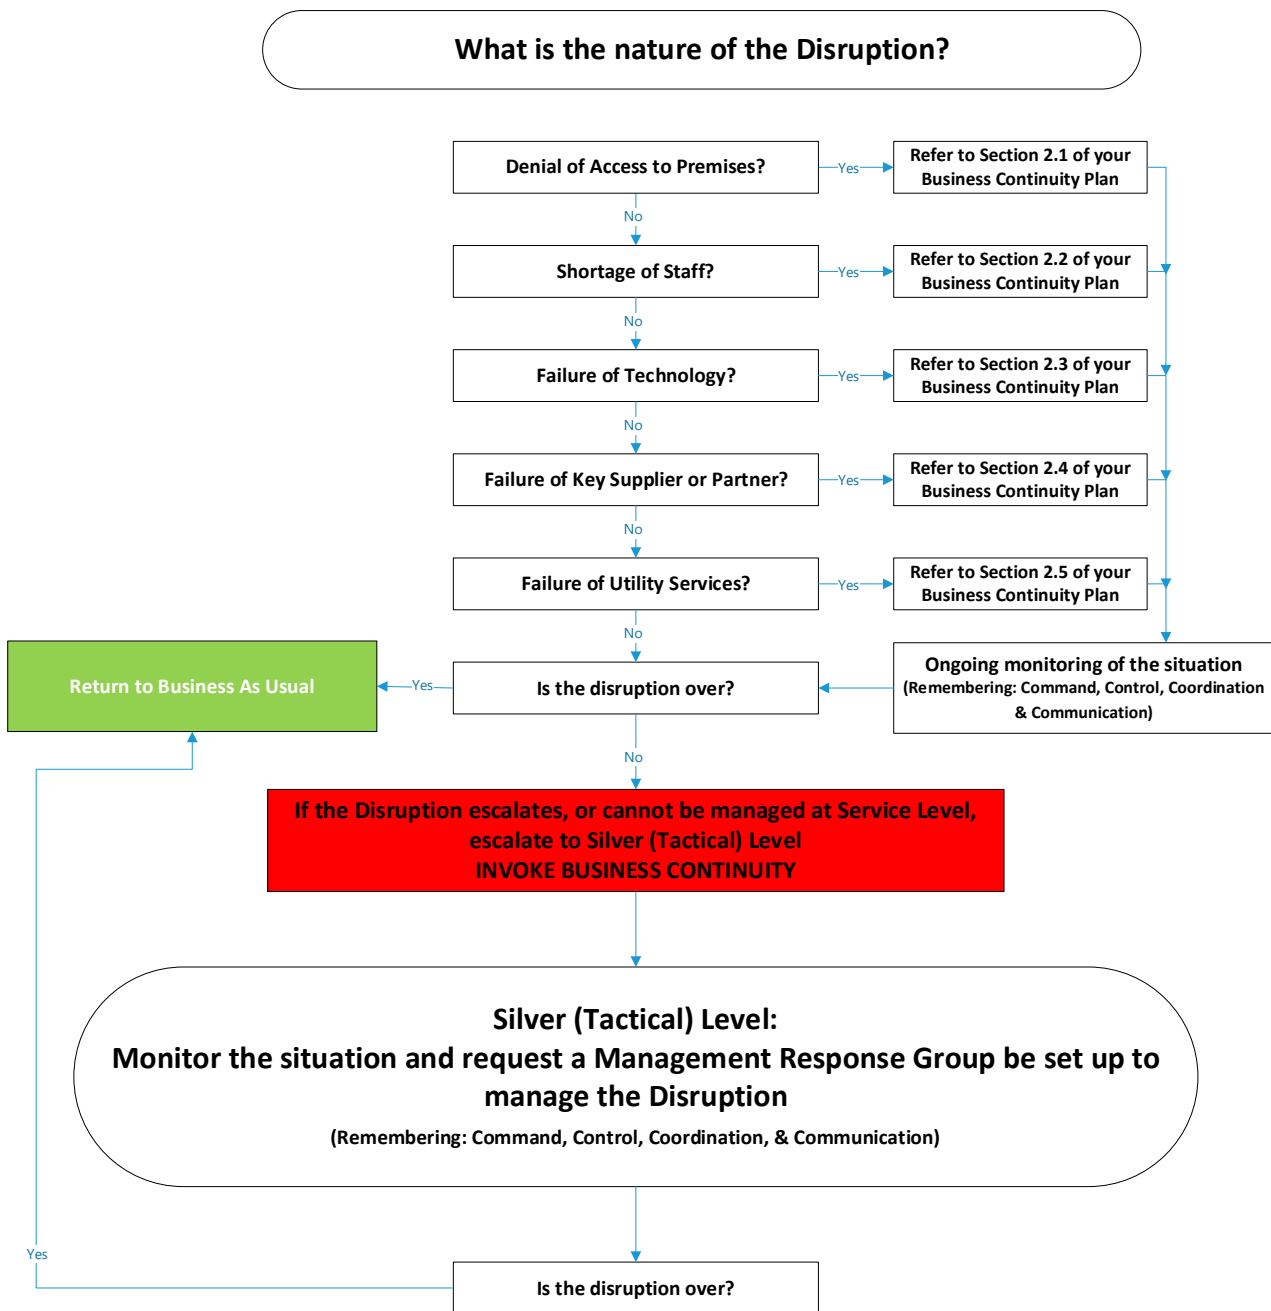 What is the nature of the Disruption?
Denial of Access to Premises?
Yes
Refer to Section 2.1 of your
Business Continuity Plan
No
Shortage of Staff?
Yes
Refer to Section 2.2 of your
Business Continuity Plan
No
Failure of Technology?
Yes
Refer to Section 2.3 of your
Business Continuity Plan
No
Failure of Key Supplier or Partner?
Yes
Refer to Section 2.4 of your
Business Continuity Plan
No
Failure of Utility Services?
Yes
Refer to Section 2.5 of your
Business Continuity Plan
No
Return to Business As Usual
Yes
Is the disruption over?
Ongoing monitoring of the situation
(Remembering: Command, Control, Coordination
& Communication)
No
If the Disruption escalates, or cannot be managed at Service Level,
escalate to Silver (Tactical) Level
INVOKE BUSINESS CONTINUITY
Silver (Tactical) Level:
Monitor the situation and request a Management Response Group be set up to
manage the Disruption
(Remembering: Command, Control, Coordination, & Communication)
Yes
Is the disruption over?